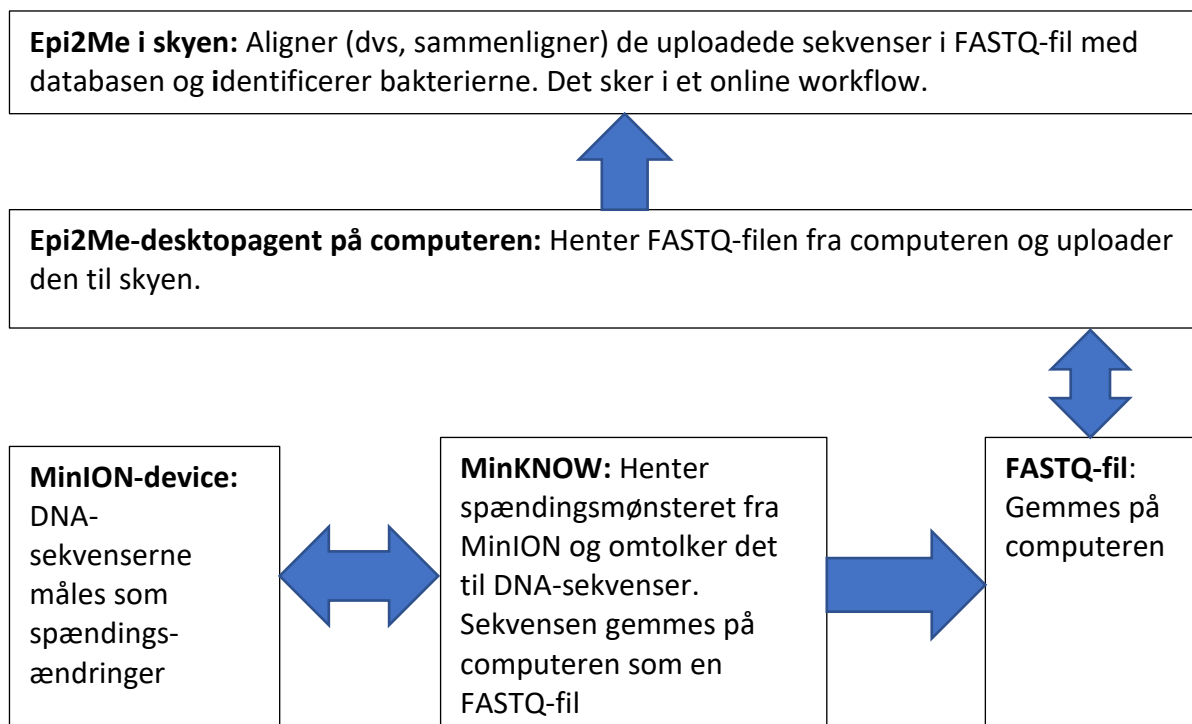 Epi2Me i skyen: Aligner (dvs, sammenligner) de uploadede sekvenser i FASTQ-fil med
databasen og identificerer bakterierne. Det sker i et online workflow.
Epi2Me-desktopagent på computeren: Henter FASTQ-filen fra computeren og uploader
den til skyen.
MinION-device:
DNA-
sekvenserne
måles som
spændings-
ændringer
MinKNOW: Henter
spændingsmønsteret fra
MinION og omtolker det
til DNA-sekvenser.
Sekvensen gemmes på
computeren som en
FASTQ-fil
FASTQ-fil:
Gemmes på
computeren